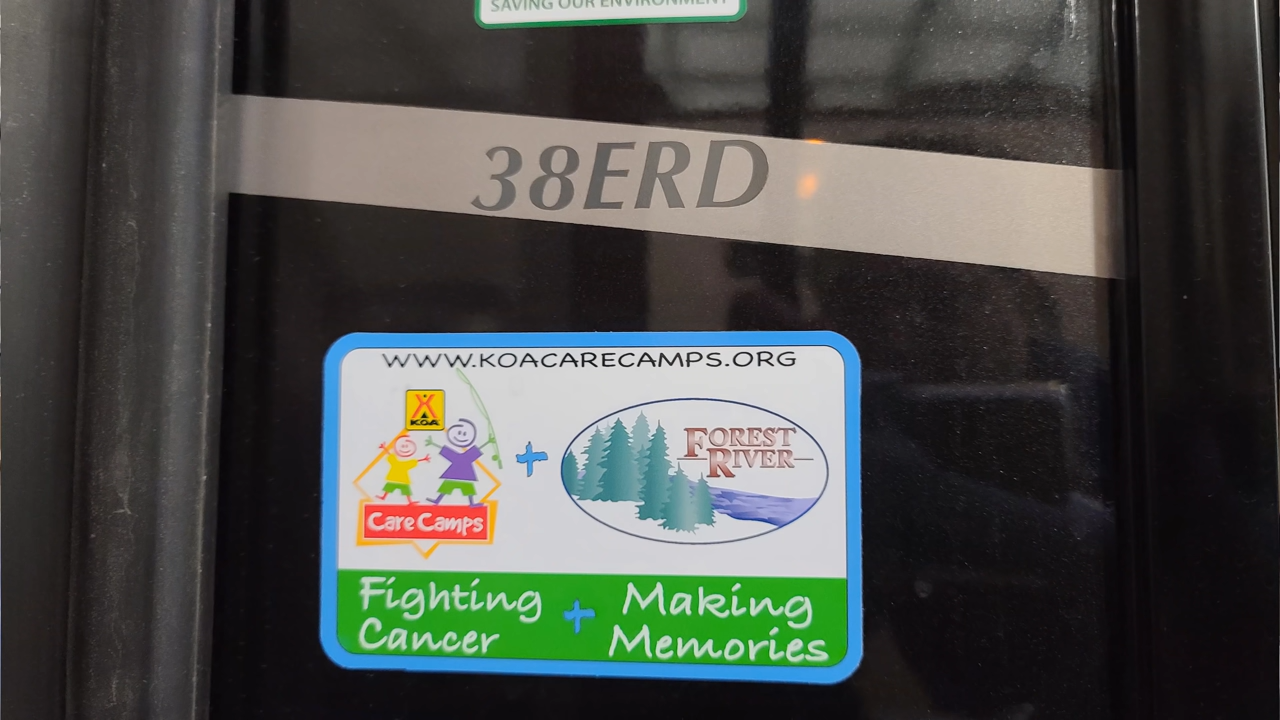 SAVING OUR ENVIRONMENT
38ERD
WWW.KOACARECAMPS.ORG
KOA
Care Camps
+
FOREST
RIVER
Fighting
Cancer
+
Making
Memories